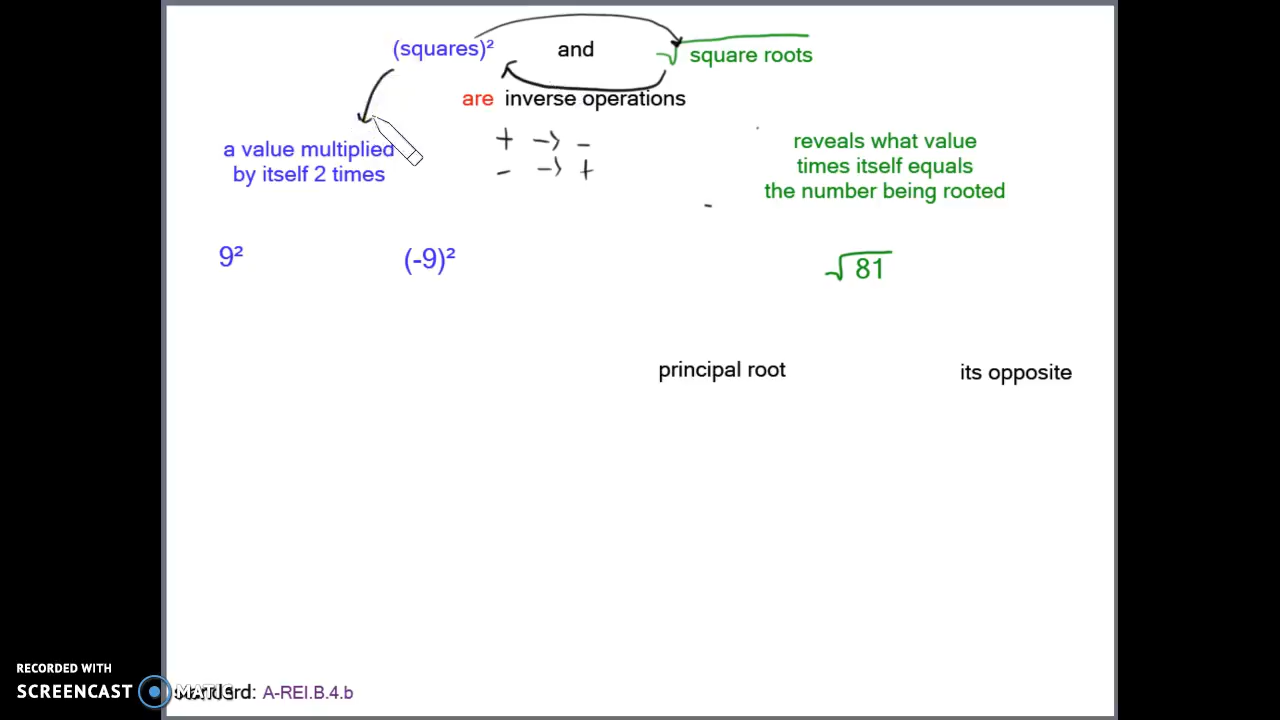 (squares)² and √ square roots
are inverse operations
+ -> -
- -> +
a value multiplied
by itself 2 times
reveals what value
times itself equals
the number being rooted
9² (-9)² √81
principal root its opposite
RECORDED WITH
SCREENCAST MATIC
A-REI.B.4.b